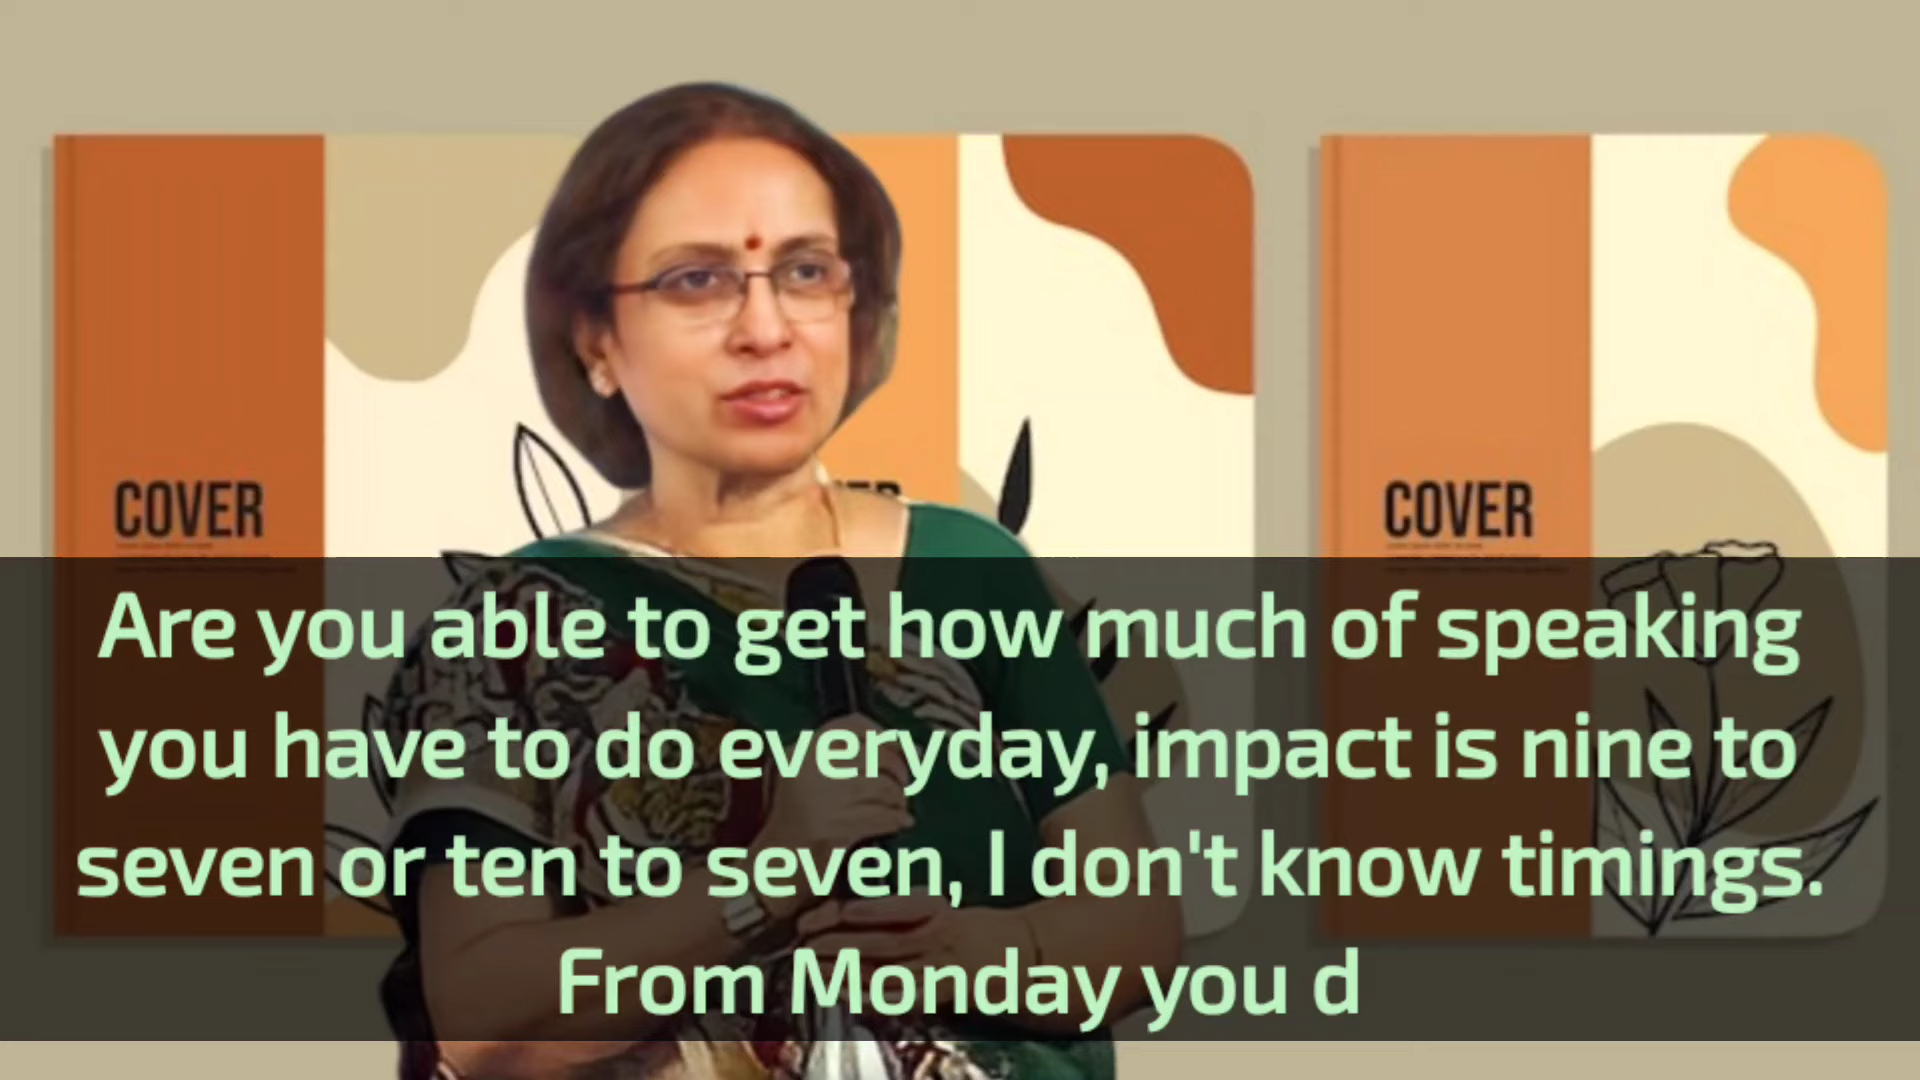 COVER
COVER
Are you able to get how much of speaking
you have to do everyday, impact is nine to
seven or ten to seven, I don't know timings.
From Monday you d